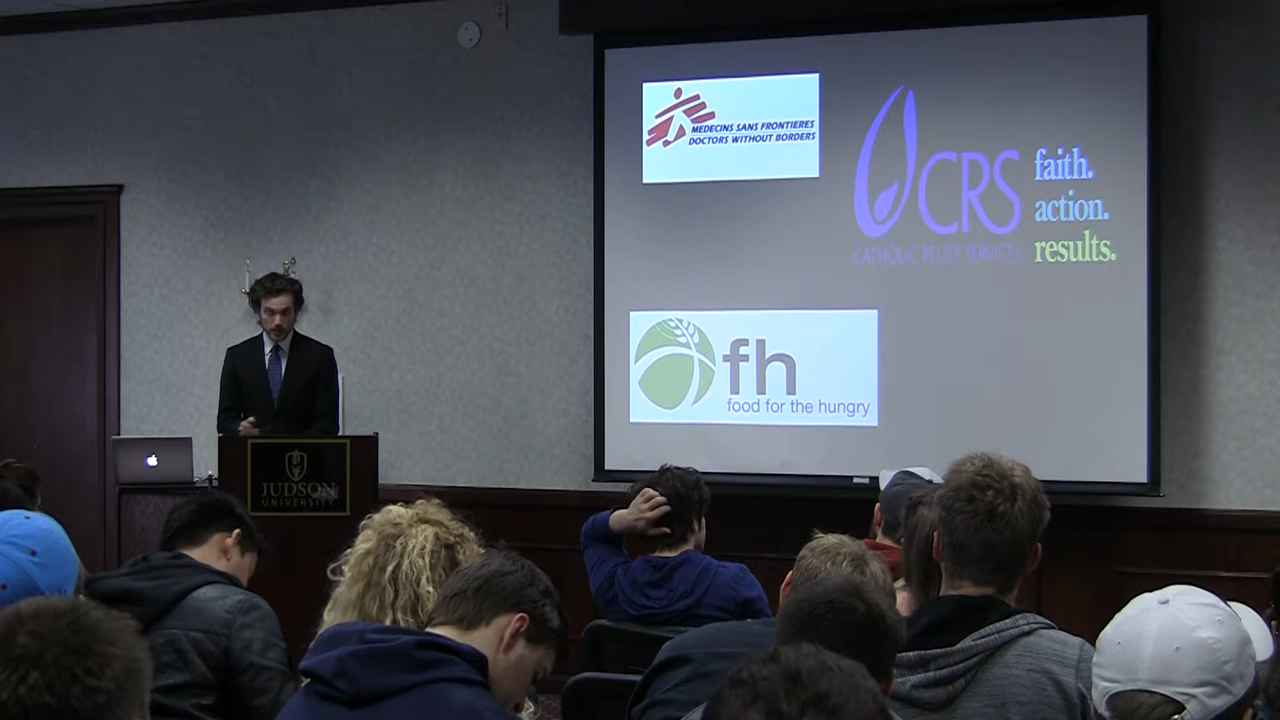 MEDECINS SANS FRONTIERES
DOCTORS WITHOUT BORDERS
CRS
CATHOLIC RELIEF SERVICES
faith.
action.
results.
fh
food for the hungry
JUDSON
UNIVERSITY